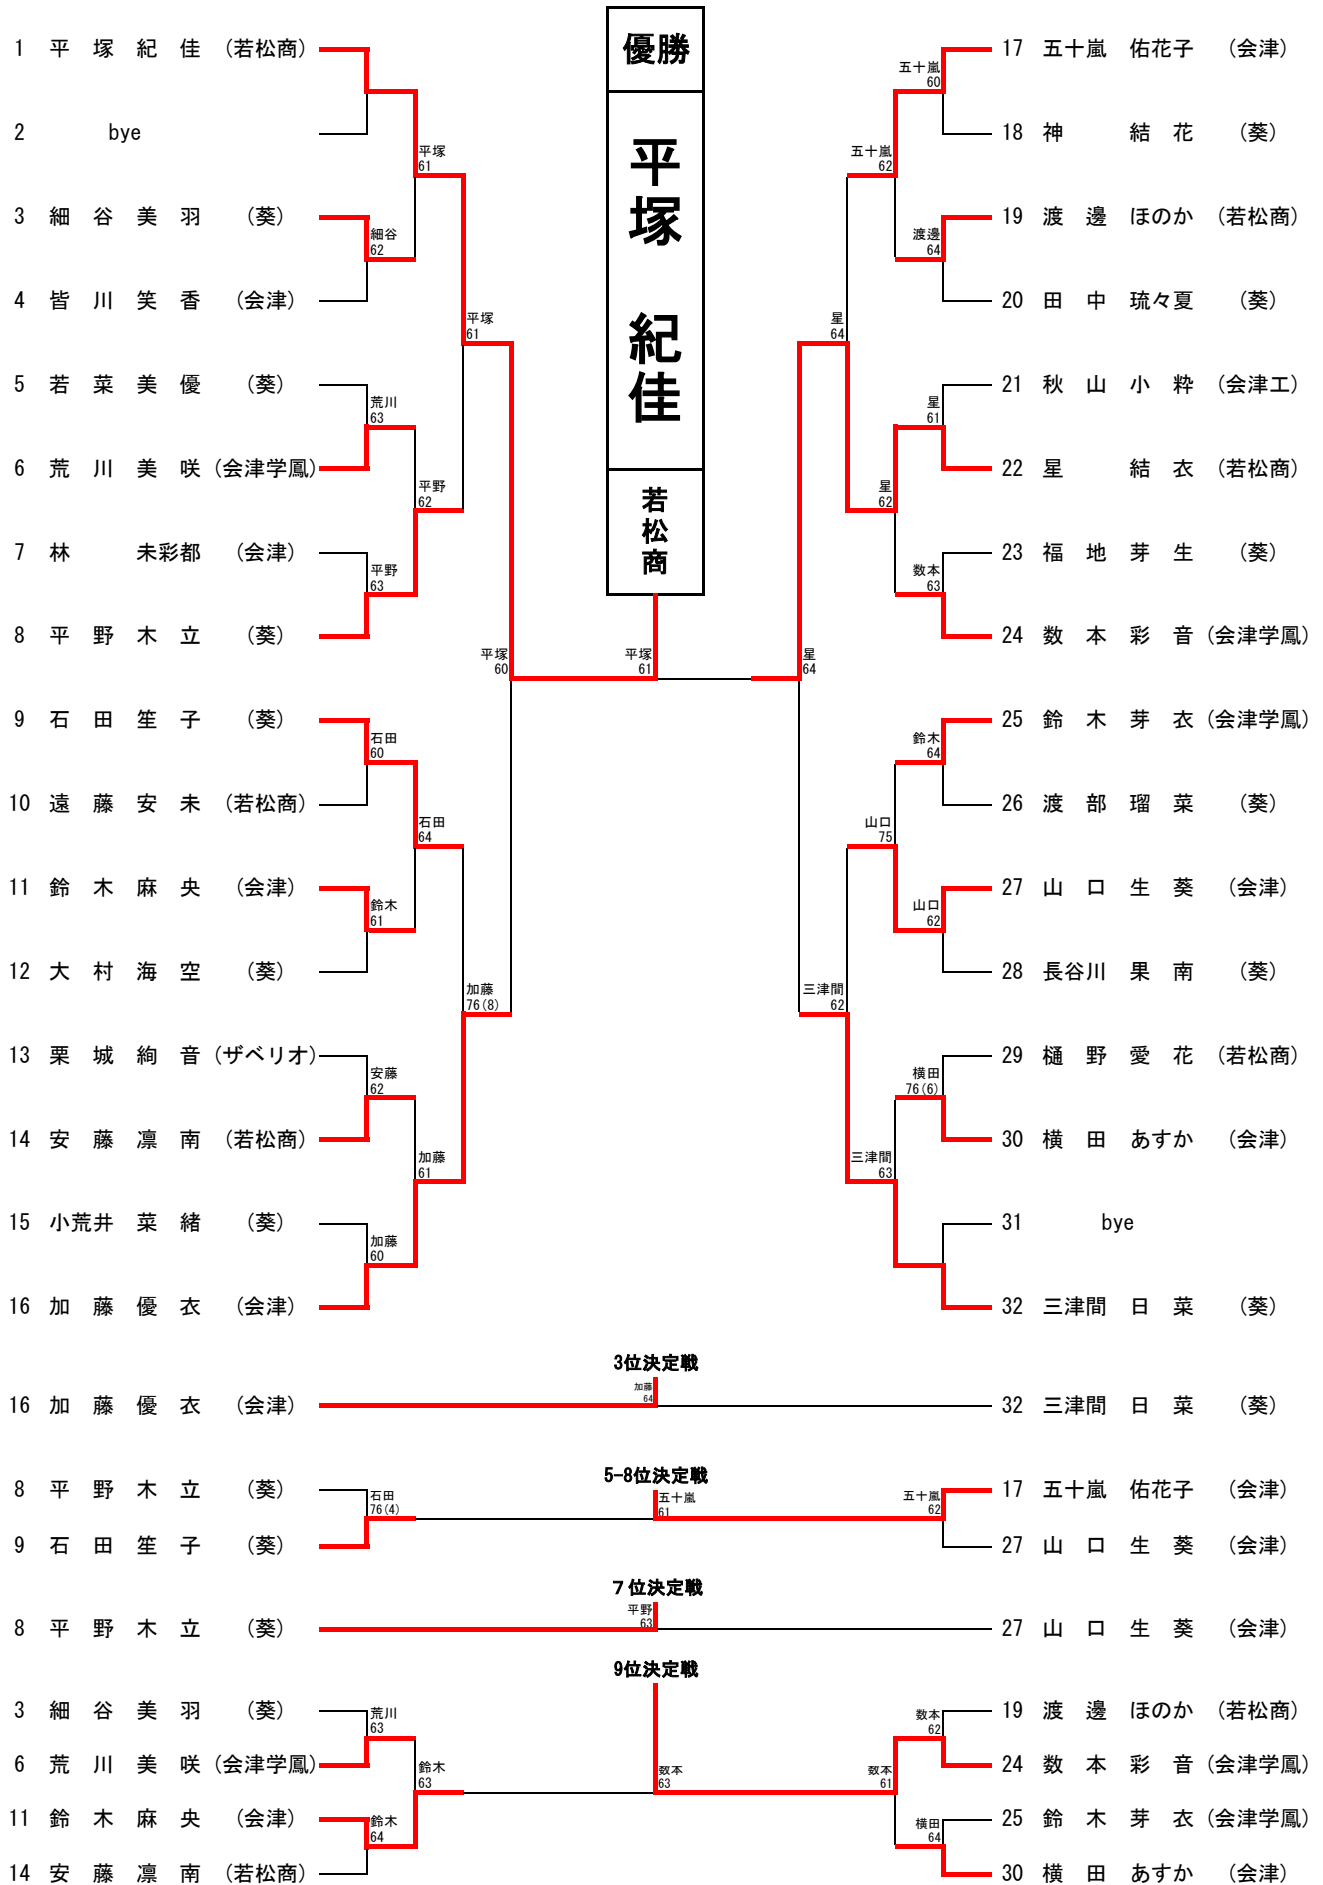 優勝
平塚 紀佳
若松商
1 平 塚 紀 佳 (若松商)
2 bye
3 細 谷 美 羽 (葵)
4 皆 川 笑 香 (会津)
5 若 菜 美 優 (葵)
6 荒 川 美 咲 (会津学鳳)
7 林 未彩都 (会津)
8 平 野 木 立 (葵)
9 石 田 笙 子 (葵)
10 遠 藤 安 未 (若松商)
11 鈴 木 麻 央 (会津)
12 大 村 海 空 (葵)
13 栗 城 絢 音 (ザベリオ)
14 安 藤 凛 南 (若松商)
15 小荒井 菜 緒 (葵)
16 加 藤 優 衣 (会津)
細谷
62
荒川
63
平野
63
石田
60
鈴木
61
安藤
62
加藤
60
平塚
61
平野
62
石田
64
加藤
61
平塚
61
加藤
76(8)
平塚
60
平塚
61
星
64
星
64
三津間
62
五十嵐
62
星
62
山口
75
三津間
63
五十嵐
60
渡邊
64
星
61
数本
63
鈴木
64
山口
62
横田
76(6)
17 五十嵐 佑花子 (会津)
18 神 結 花 (葵)
19 渡 邊 ほのか (若松商)
20 田 中 琉々夏 (葵)
21 秋 山 小 粋 (会津工)
22 星 結 衣 (若松商)
23 福 地 芽 生 (葵)
24 数 本 彩 音 (会津学鳳)
25 鈴 木 芽 衣 (会津学鳳)
26 渡 部 瑠 菜 (葵)
27 山 口 生 葵 (会津)
28 長谷川 果 南 (葵)
29 樋 野 愛 花 (若松商)
30 横 田 あすか (会津)
31 bye
32 三津間 日 菜 (葵)
3位決定戦
16 加 藤 優 衣 (会津)
加藤
64
32 三津間 日 菜 (葵)
5-8位決定戦
8 平 野 木 立 (葵)
9 石 田 笙 子 (葵)
石田
76(4)
五十嵐
61
五十嵐
62
17 五十嵐 佑花子 (会津)
27 山 口 生 葵 (会津)
７位決定戦
8 平 野 木 立 (葵)
平野
63
27 山 口 生 葵 (会津)
9位決定戦
3 細 谷 美 羽 (葵)
6 荒 川 美 咲 (会津学鳳)
11 鈴 木 麻 央 (会津)
14 安 藤 凛 南 (若松商)
荒川
63
鈴木
64
鈴木
63
数本
63
数本
61
数本
62
横田
64
19 渡 邊 ほのか (若松商)
24 数 本 彩 音 (会津学鳳)
25 鈴 木 芽 衣 (会津学鳳)
30 横 田 あすか (会津)